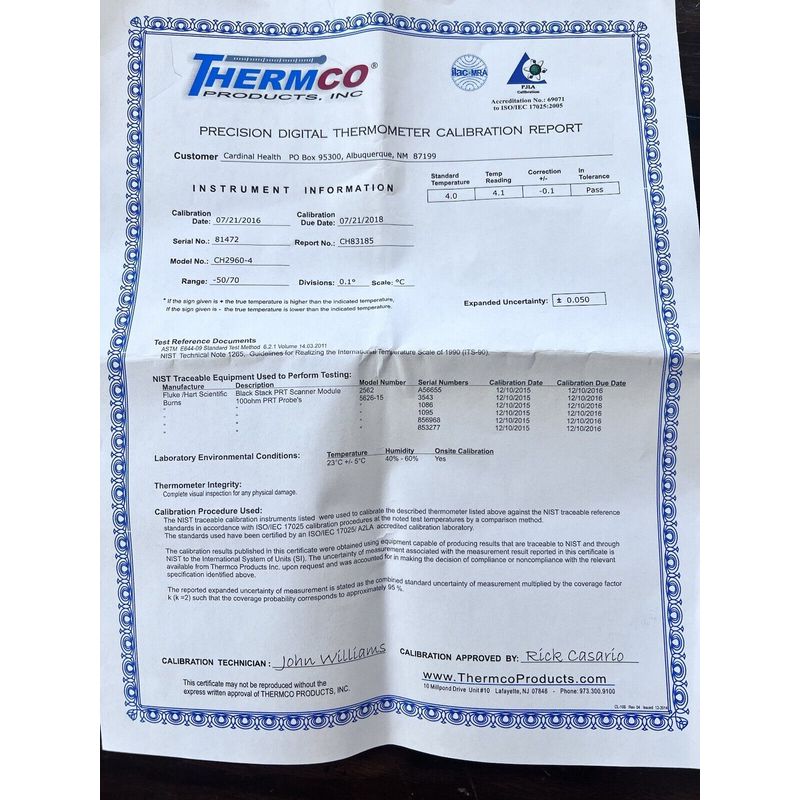 THERMCO®
PRODUCTS, INC
ilac-MRA
PJLA
Calibration
Accreditation No.: 69071
to ISO/IEC 17025:2005
PRECISION DIGITAL THERMOMETER CALIBRATION REPORT
Customer Cardinal Health PO Box 95300, Albuquerque, NM 87199
INSTRUMENT INFORMATION
Standard Temperature Temp Reading Correction +/- In Tolerance
4.0 4.1 -0.1 Pass
Calibration Date: 07/21/2016 Calibration Due Date: 07/21/2018
Serial No.: 81472 Report No.: CH83185
Model No.: CH2960-4
Range: -50/70 Divisions: 0.1° Scale: °C
* If the sign given is + the true temperature is higher than the indicated temperature,
If the sign given is - the true temperature is lower than the indicated temperature.
Expanded Uncertainty: ± 0.050
Test Reference Documents
ASTM E644-09 Standard Test Method 6.2.1 Volume 14.03.2011
NIST Technical Note 1265, Guidelines for Realizing the International Temperature Scale of 1990 (ITS-90).
NIST Traceable Equipment Used to Perform Testing:
Manufacture Description Model Number Serial Numbers Calibration Date Calibration Due Date
Fluke /Hart Scientific Black Stack PRT Scanner Module 2562 A56655 12/10/2015 12/10/2016
Burns 100ohm PRT Probe's 5626-15 3543 12/10/2015 12/10/2016
" " 1086 12/10/2015 12/10/2016
" " 1095 12/10/2015 12/10/2016
" " 856968 12/10/2015 12/10/2016
" " 853277 12/10/2015 12/10/2016
Laboratory Environmental Conditions: Temperature Humidity Onsite Calibration
23°C +/- 5°C 40% - 60% Yes
Thermometer Integrity:
Complete visual inspection for any physical damage.
Calibration Procedure Used:
The NIST traceable calibration instruments listed were used to calibrate the described thermometer listed above against the NIST traceable reference
standards in accordance with ISO/IEC 17025 calibration procedures at the noted test temperatures by a comparison method.
The standards used have been certified by an ISO/IEC 17025/ A2LA accredited calibration laboratory.
The calibration results published in this certificate were obtained using equipment capable of producing results that are traceable to NIST and through
NIST to the International System of Units (SI). The uncertainty of measurement associated with the measurement result reported in this certificate is
available from Thermco Products Inc. upon request and was accounted for in making the decision of compliance or noncompliance with the relevant
specification identified above.
The reported expanded uncertainty of measurement is stated as the combined standard uncertainty of measurement multiplied by the coverage factor
k (k =2) such that the coverage probability corresponds to approximately 95 %.
CALIBRATION TECHNICIAN : John Williams CALIBRATION APPROVED BY: Rick Casario
This certificate may not be reproduced without the
express written approval of THERMCO PRODUCTS, INC.
www.ThermcoProducts.com
10 Millpond Drive Unit #10 Lafayette, NJ 07848 - Phone: 973.300.9100
CL-105 Rev 04 Issued 12-2014